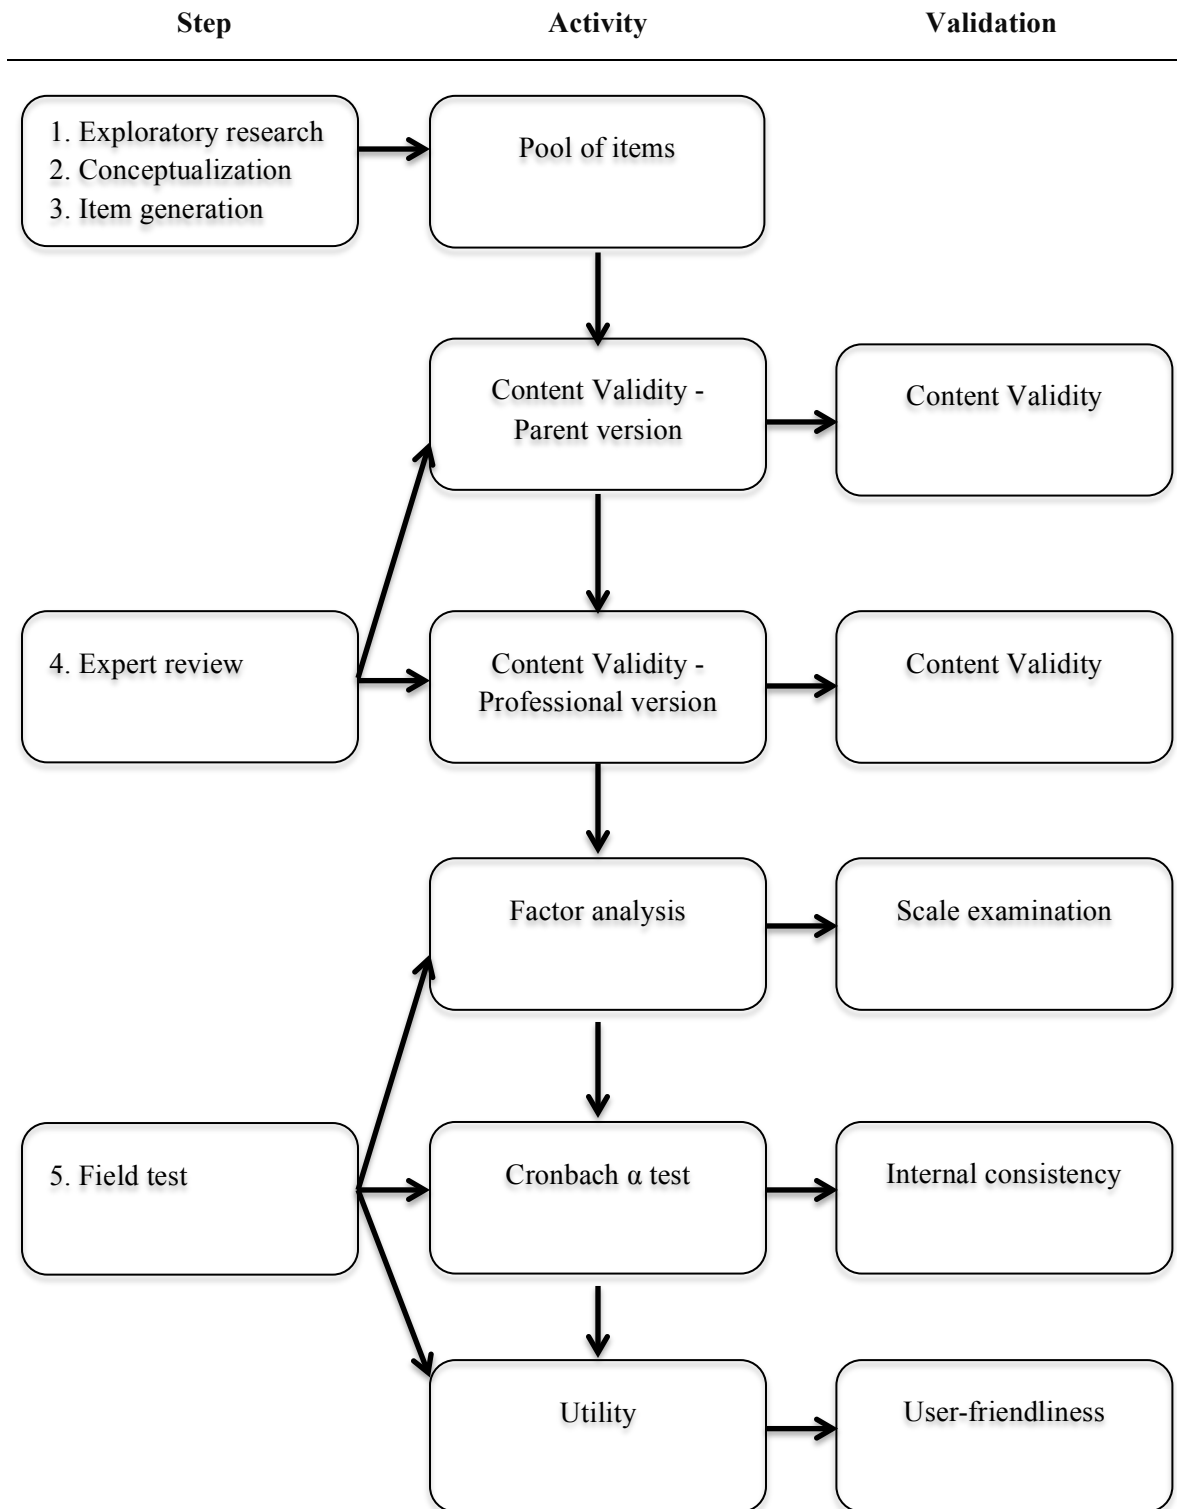 Step Activity Validation
1. Exploratory research
2. Conceptualization
3. Item generation
Pool of items
Content Validity -
Parent version
Content Validity
4. Expert review
Content Validity -
Professional version
Content Validity
Factor analysis
Scale examination
5. Field test
Cronbach α test
Internal consistency
Utility
User-friendliness